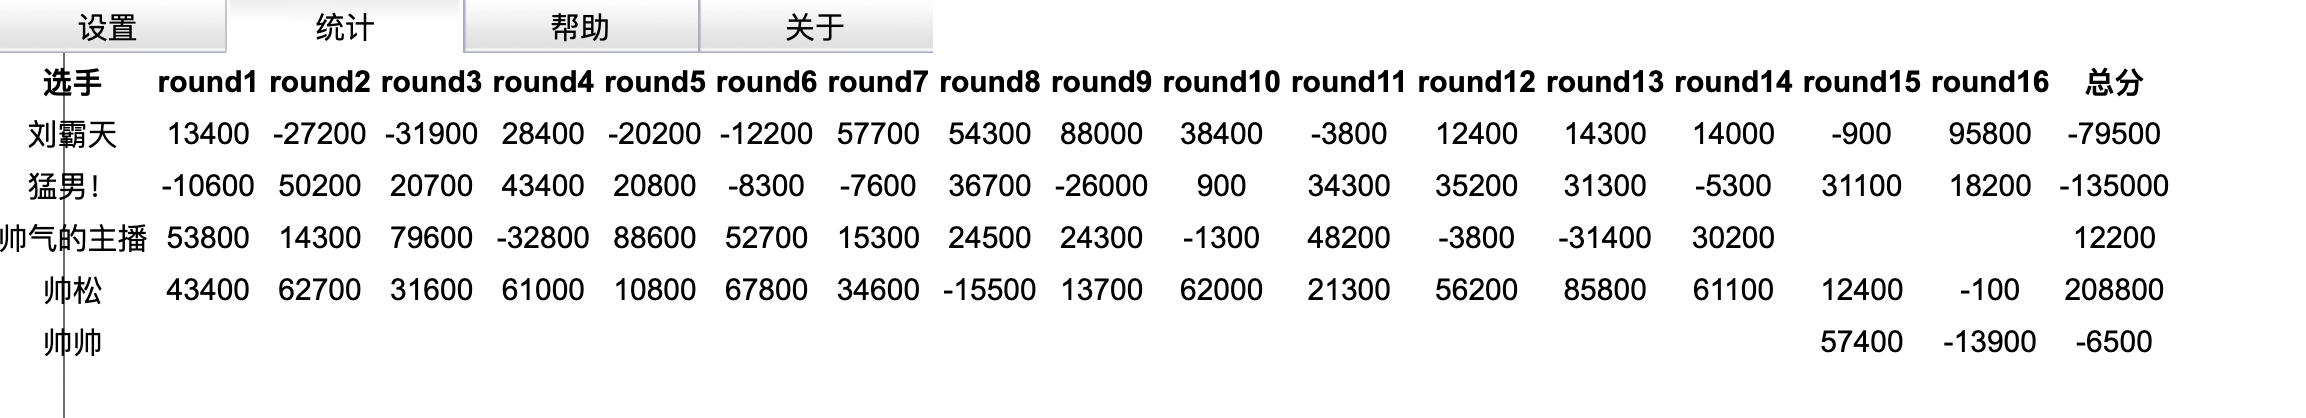 设置 统计 帮助 关于
选手 round1 round2 round3 round4 round5 round6 round7 round8 round9 round10 round11 round12 round13 round14 round15 round16 总分
刘霸天 13400 -27200 -31900 28400 -20200 -12200 57700 54300 88000 38400 -3800 12400 14300 14000 -900 95800 -79500
猛男! -10600 50200 20700 43400 20800 -8300 -7600 36700 -26000 900 34300 35200 31300 -5300 31100 18200 -135000
帅气的主播 53800 14300 79600 -32800 88600 52700 15300 24500 24300 -1300 48200 -3800 -31400 30200 12200
帅松 43400 62700 31600 61000 10800 67800 34600 -15500 13700 62000 21300 56200 85800 61100 12400 -100 208800
帅帅 57400 -13900 -6500